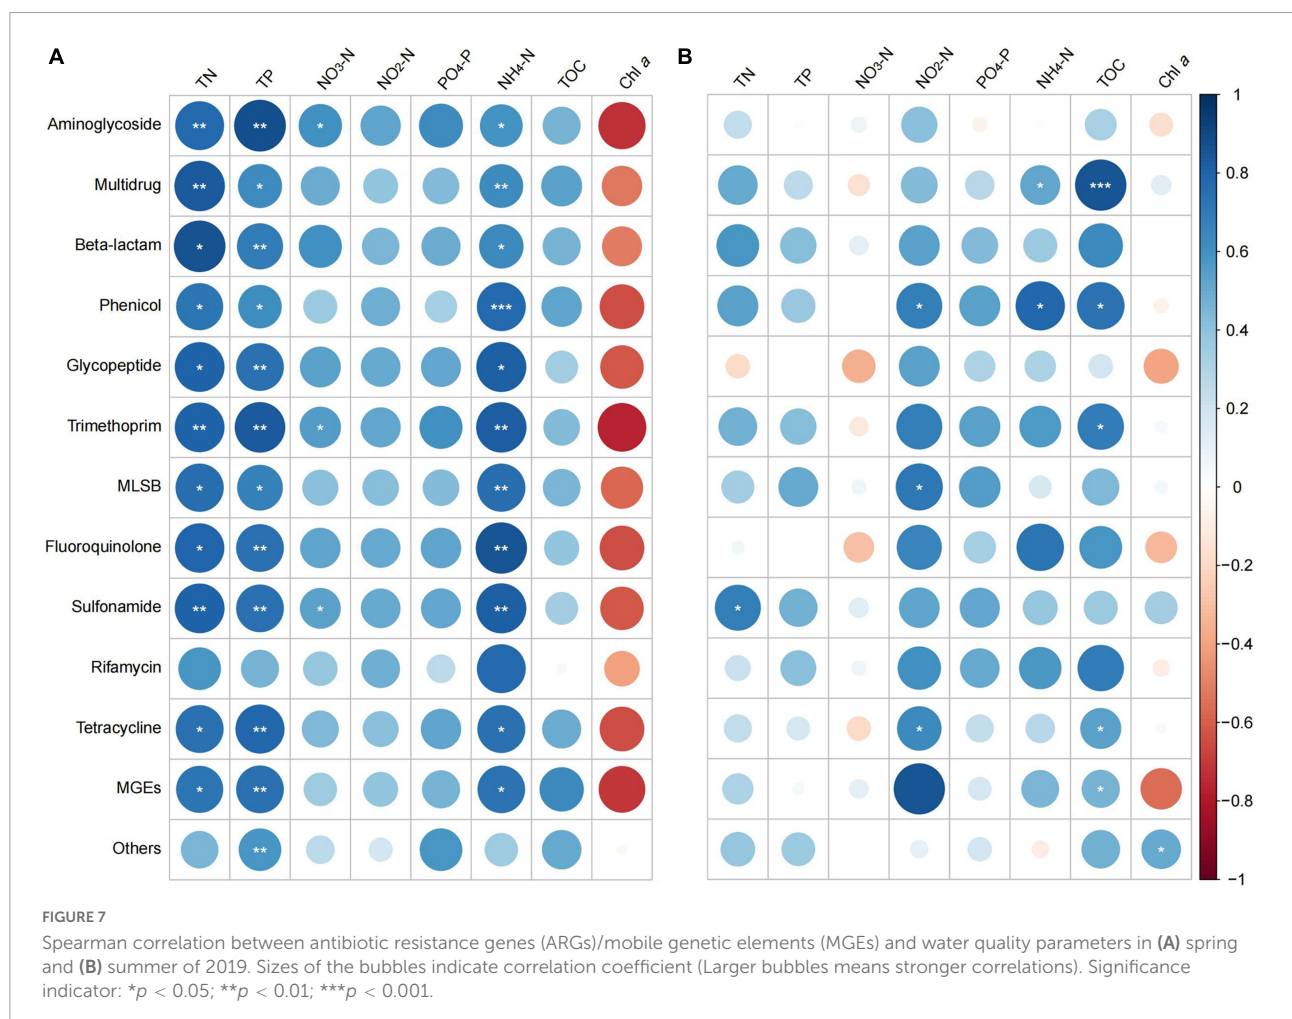 A
B
TN TP NO3-N NO2-N PO4-P NH4-N TOC Chl a
TN TP NO3-N NO2-N PO4-P NH4-N TOC Chl a
Aminoglycoside ** ** * *
Multidrug ** * ** * ***
Beta-lactam * ** *
Phenicol * * *** * * *
Glycopeptide * ** *
Trimethoprim ** ** * ** *
MLSB * * ** *
Fluoroquinolone * ** **
Sulfonamide ** ** * ** *
Rifamycin
Tetracycline * ** * * *
MGEs * ** * *
Others ** *
1
0.8
0.6
0.4
0.2
0
−0.2
−0.4
−0.6
−0.8
−1
FIGURE 7
Spearman correlation between antibiotic resistance genes (ARGs)/mobile genetic elements (MGEs) and water quality parameters in (A) spring
and (B) summer of 2019. Sizes of the bubbles indicate correlation coefficient (Larger bubbles means stronger correlations). Significance
indicator: *p < 0.05; **p < 0.01; ***p < 0.001.